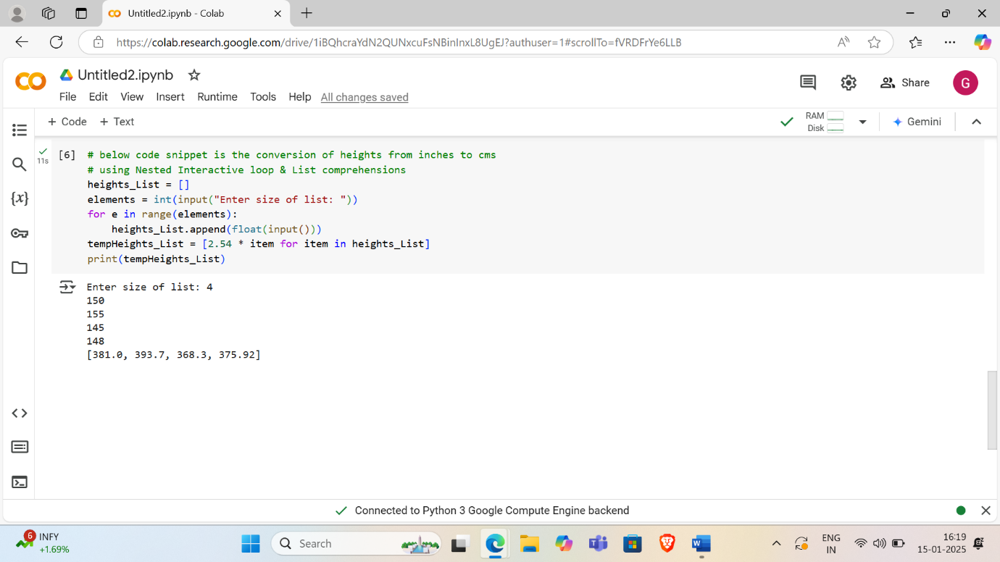 Untitled2.ipynb - Colab
https://colab.research.google.com/drive/1iBQhcraYdN2QUNxcuFsNBinInxL8UgEJ?authuser=1#scrollTo=fVRDFrYe6LLB
Untitled2.ipynb
File Edit View Insert Runtime Tools Help All changes saved
Share
G
+ Code + Text
RAM
Disk
Gemini
11s
[6] # below code snippet is the conversion of heights from inches to cms
# using Nested Interactive loop & List comprehensions
heights_List = []
elements = int(input("Enter size of list: "))
for e in range(elements):
    heights_List.append(float(input()))
tempHeights_List = [2.54 * item for item in heights_List]
print(tempHeights_List)
Enter size of list: 4
150
155
145
148
[381.0, 393.7, 368.3, 375.92]
{x}
Connected to Python 3 Google Compute Engine backend
6
INFY
+1.69%
Search
ENG
IN
16:19
15-01-2025